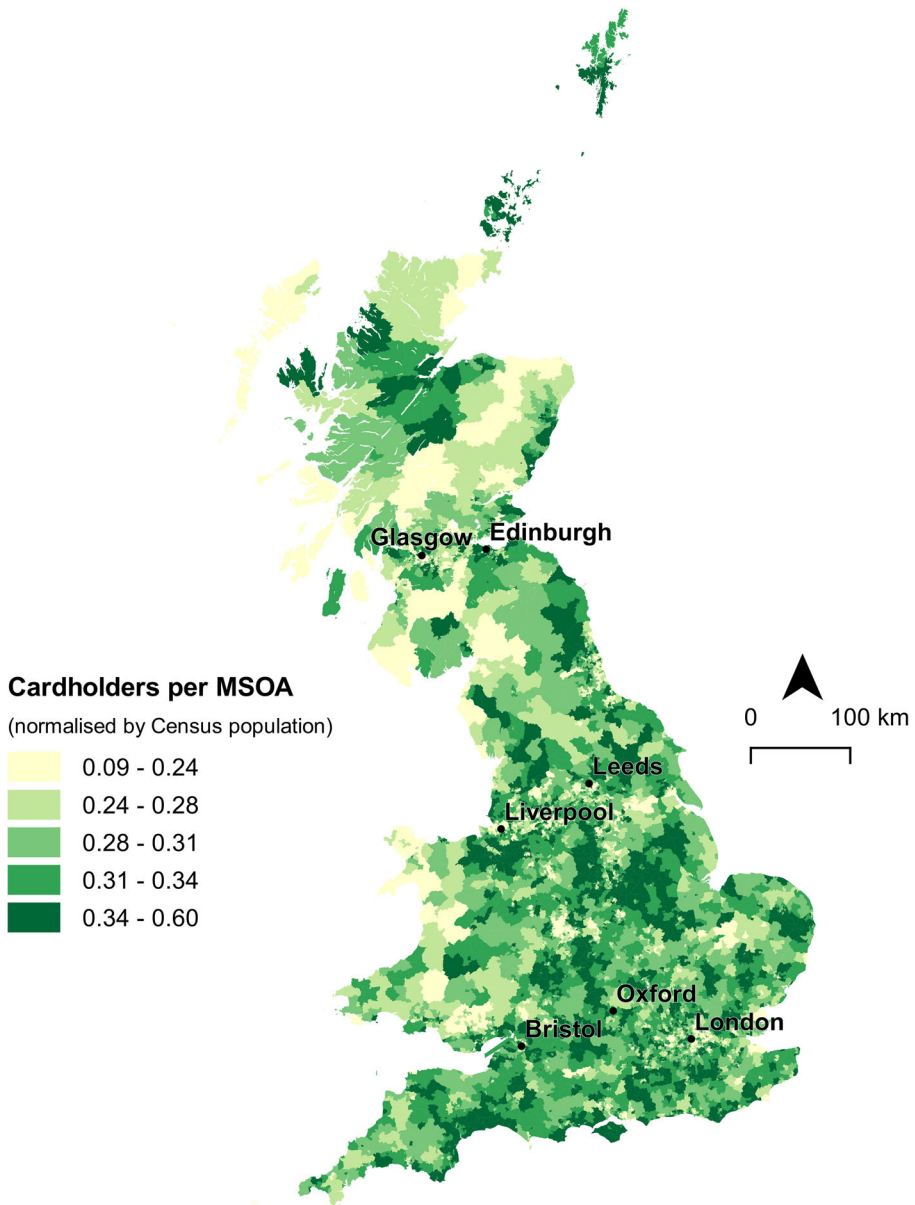 Glasgow
Edinburgh
Cardholders per MSOA
(normalised by Census population)
0.09 - 0.24
0.24 - 0.28
0.28 - 0.31
0.31 - 0.34
0.34 - 0.60
0 100 km
Leeds
Liverpool
Oxford
London
Bristol